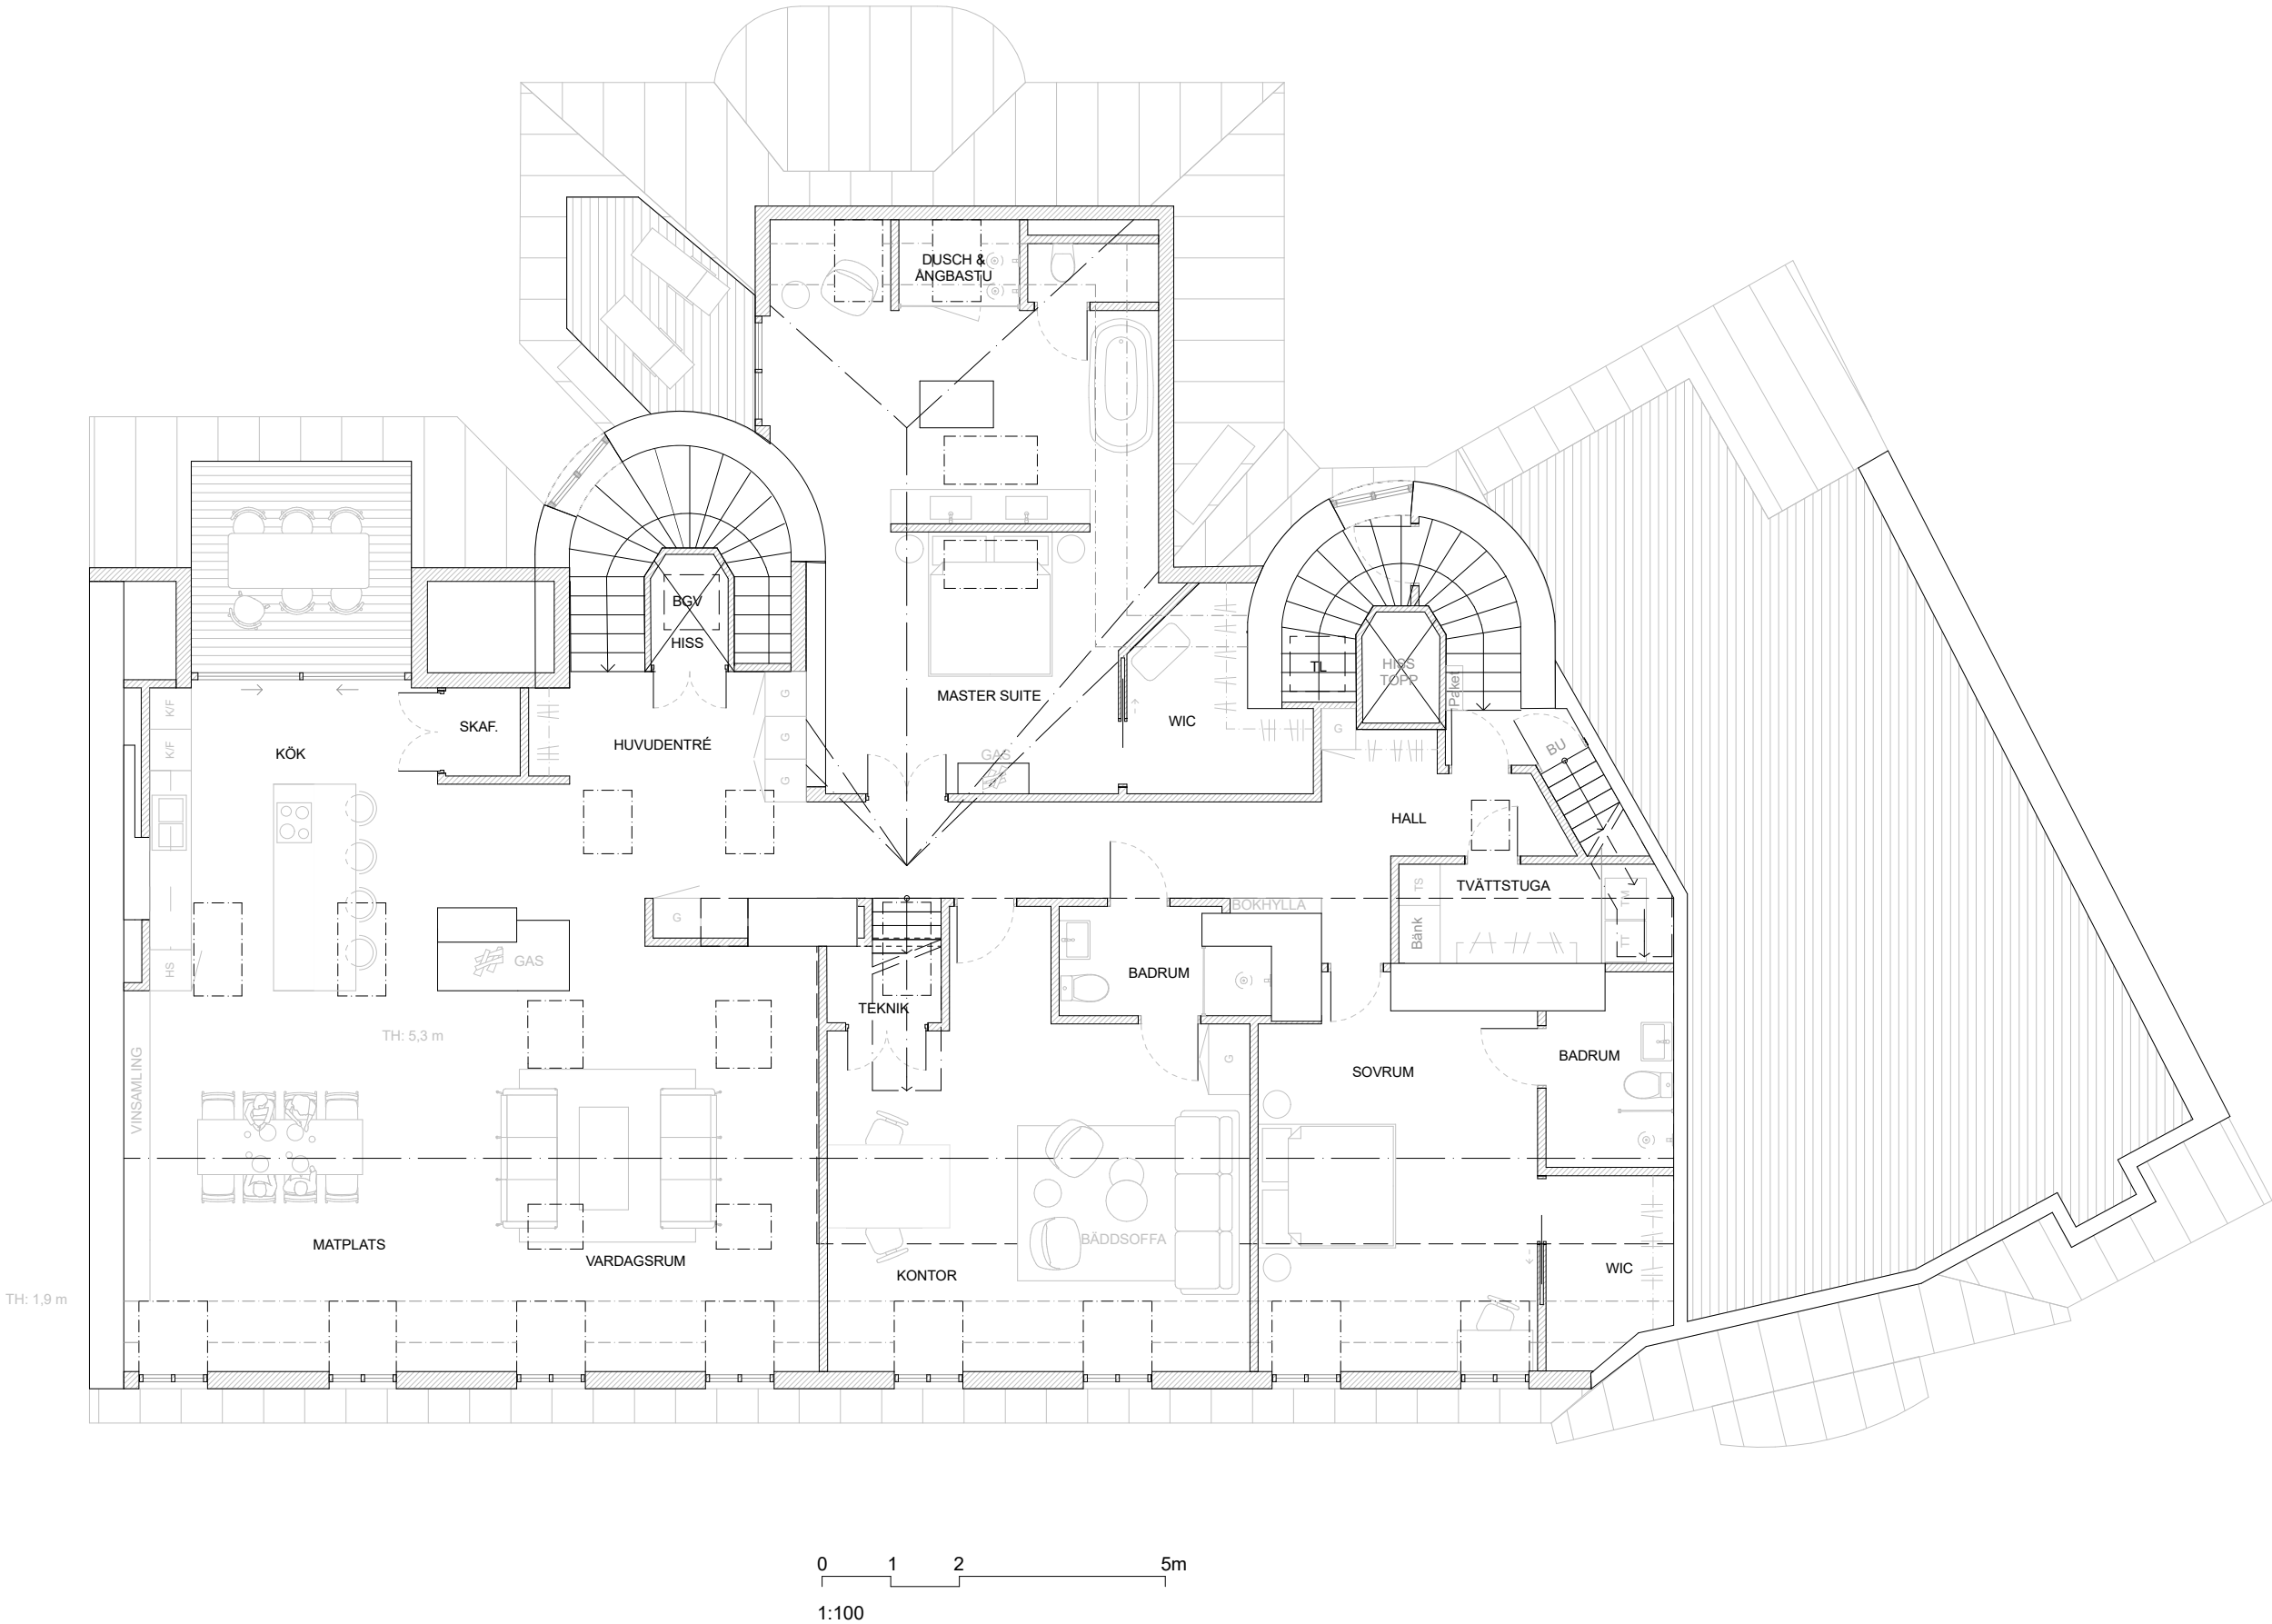 DUSCH &
ÅNGBASTU
BGV
HISS
MASTER SUITE
WIC
TL
HISS
TOPP
Paket
G
G
G
G
K/F
K/F
KÖK
SKAF.
HUVUDENTRÉ
GAS
BU
HALL
TVÄTTSTUGA
TS
Bänk
TM
TT
BOKHYLLA
G
HS
GAS
TEKNIK
BADRUM
TH: 5,3 m
VINSAMLING
G
SOVRUM
BADRUM
MATPLATS
VARDAGSRUM
KONTOR
BÄDDSOFFA
WIC
TH: 1,9 m
0 1 2 5m
1:100